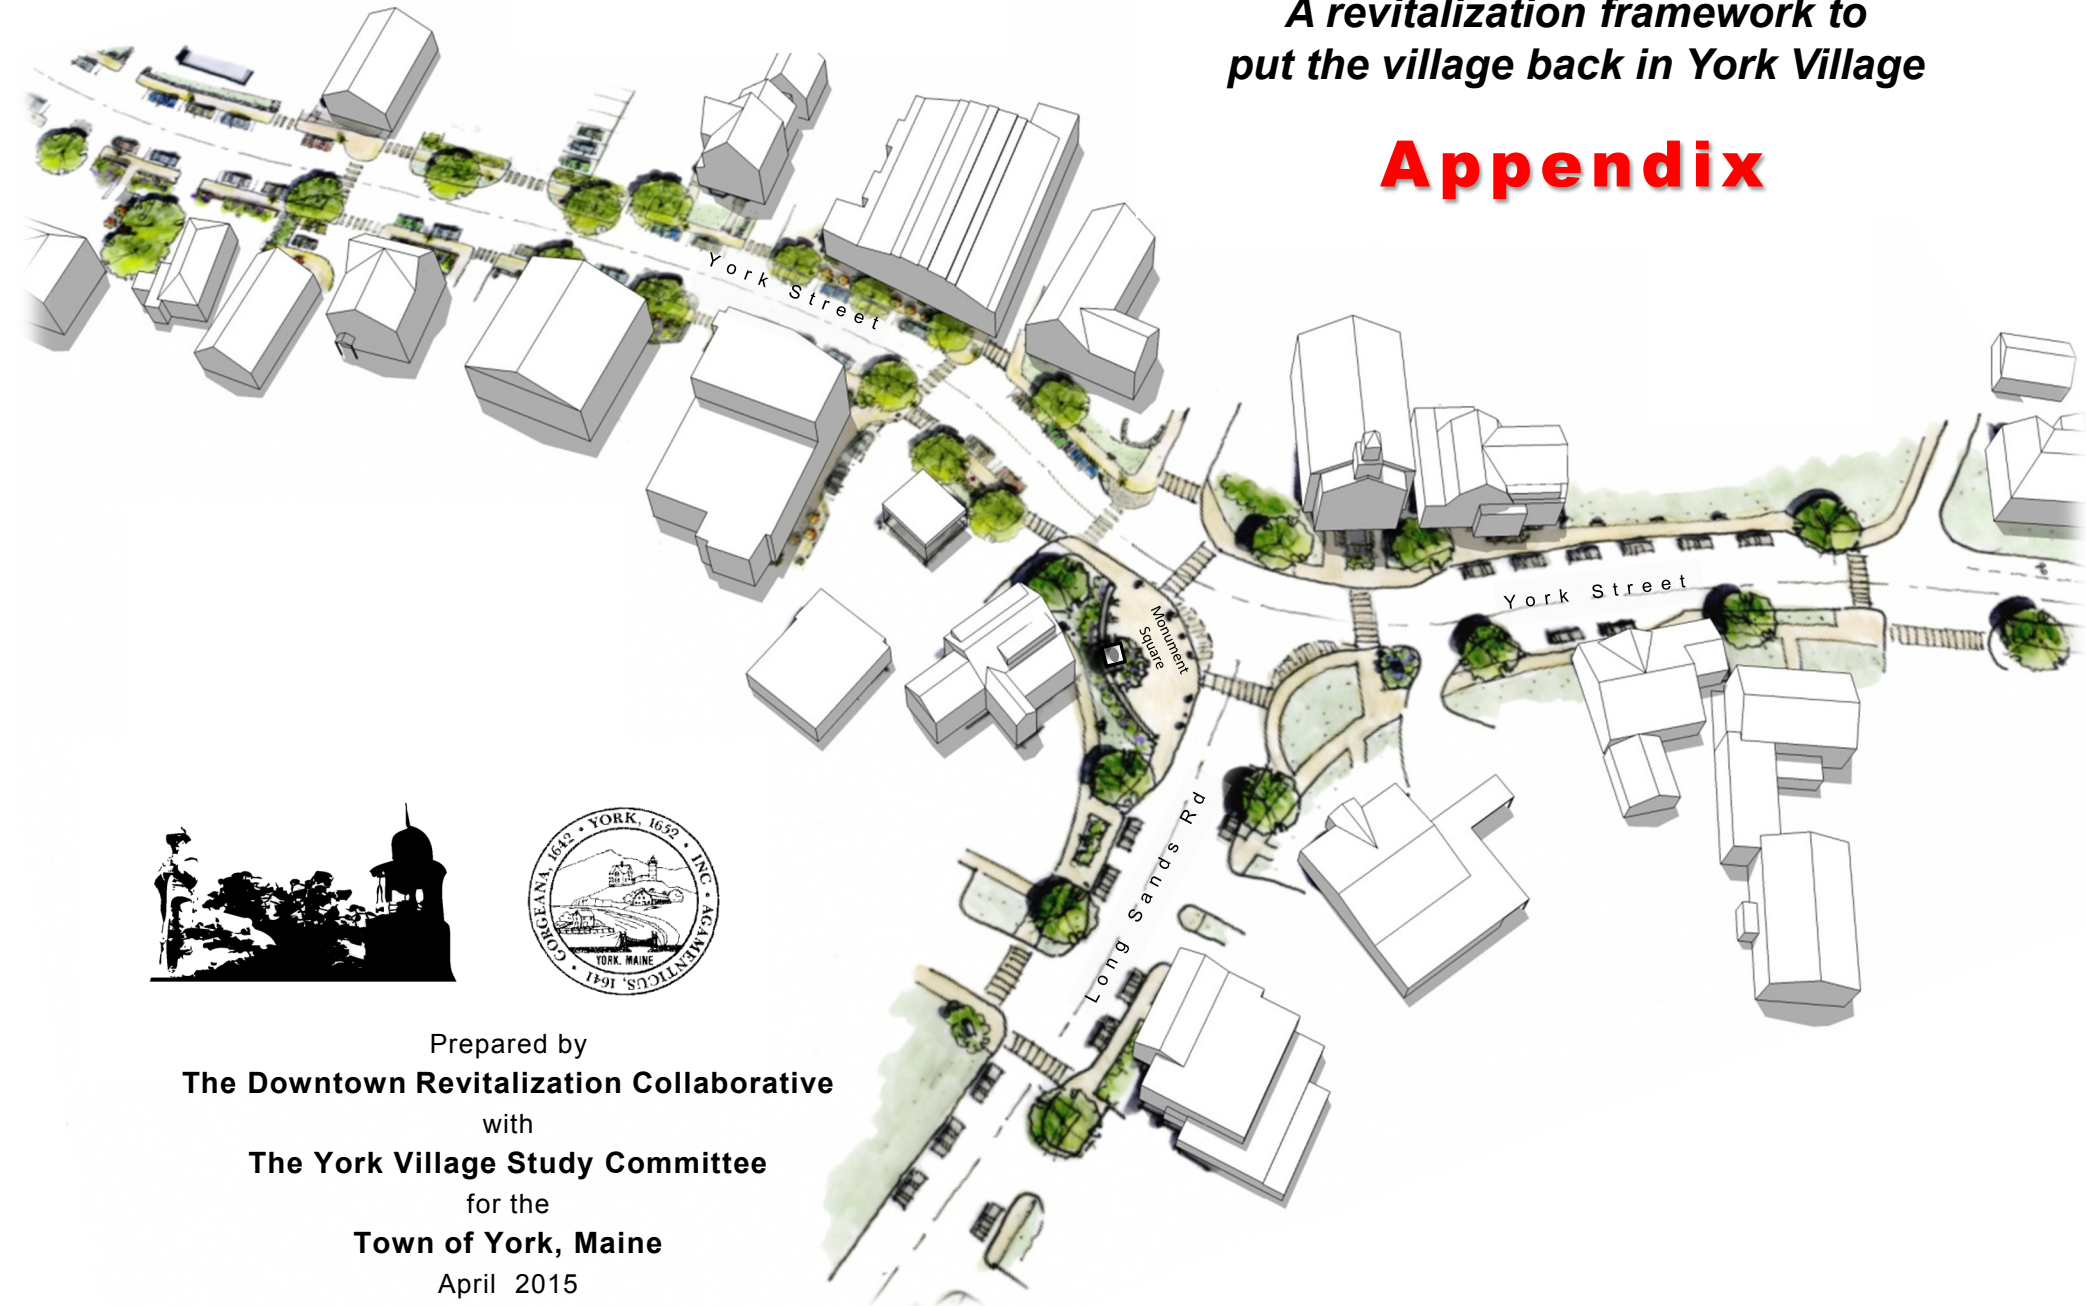 A revitalization framework to
put the village back in York Village
Appendix
York Street
York Street
Monument
Square
Long Sands Rd
GORGEANA, 1642 • YORK, 1652 • INC • AGAMENTICUS, 1641 •
YORK, MAINE
Prepared by
The Downtown Revitalization Collaborative
with
The York Village Study Committee
for the
Town of York, Maine
April 2015